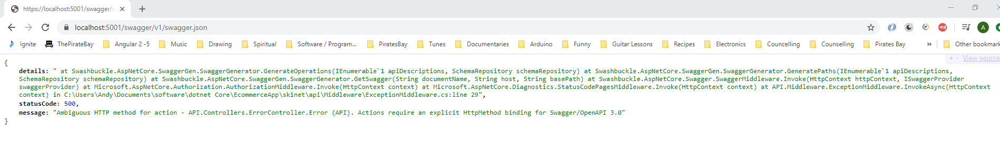 https://localhost:5001/swagger/v
localhost:5001/swagger/v1/swagger.json
A
Ignite ThePirateBay Angular 2 -5 Music Drawing Spiritual Software / Program... PiratesBay Tunes Documentaries Arduino Funny Guitar Lessons Recipes Electronics Councelling Counselling Pirates Bay » Other bookmark
+ - View source
{
details: " at Swashbuckle.AspNetCore.SwaggerGen.SwaggerGenerator.GenerateOperations(IEnumerable`1 apiDescriptions, SchemaRepository schemaRepository) at Swashbuckle.AspNetCore.SwaggerGen.SwaggerGenerator.GeneratePaths(IEnumerable`1 apiDescriptions,
SchemaRepository schemaRepository) at Swashbuckle.AspNetCore.SwaggerGen.SwaggerGenerator.GetSwagger(String documentName, String host, String basePath) at Swashbuckle.AspNetCore.Swagger.SwaggerMiddleware.Invoke(HttpContext httpContext, ISwaggerProvider
swaggerProvider) at Microsoft.AspNetCore.Authorization.AuthorizationMiddleware.Invoke(HttpContext context) at Microsoft.AspNetCore.Diagnostics.StatusCodePagesMiddleware.Invoke(HttpContext context) at API.Middleware.ExceptionMiddleware.InvokeAsync(HttpContext
context) in C:\Users\Andy\Documents\software\dotnet Core\EcommerceApp\skinet\api\Middleware\ExceptionMiddleware.cs:line 29",
statusCode: 500,
message: "Ambiguous HTTP method for action - API.Controllers.ErrorController.Error (API). Actions require an explicit HttpMethod binding for Swagger/OpenAPI 3.0"
}